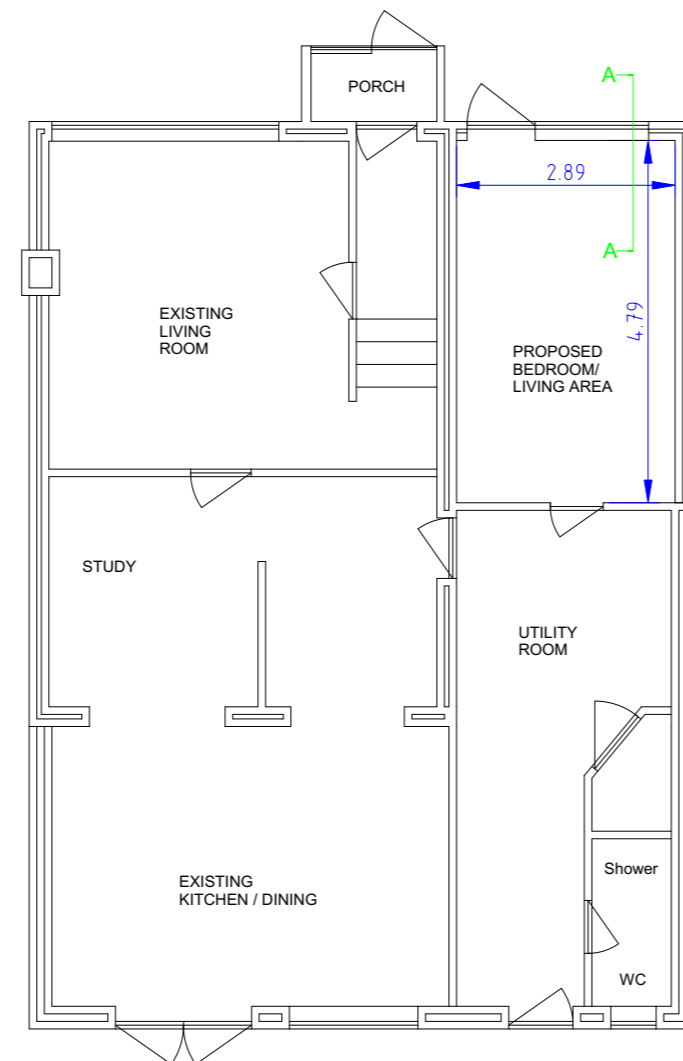 PORCH
A
2.89
A
EXISTING
LIVING
ROOM
4.79
PROPOSED
BEDROOM/
LIVING AREA
STUDY
UTILITY
ROOM
Shower
EXISTING
KITCHEN / DINING
WC